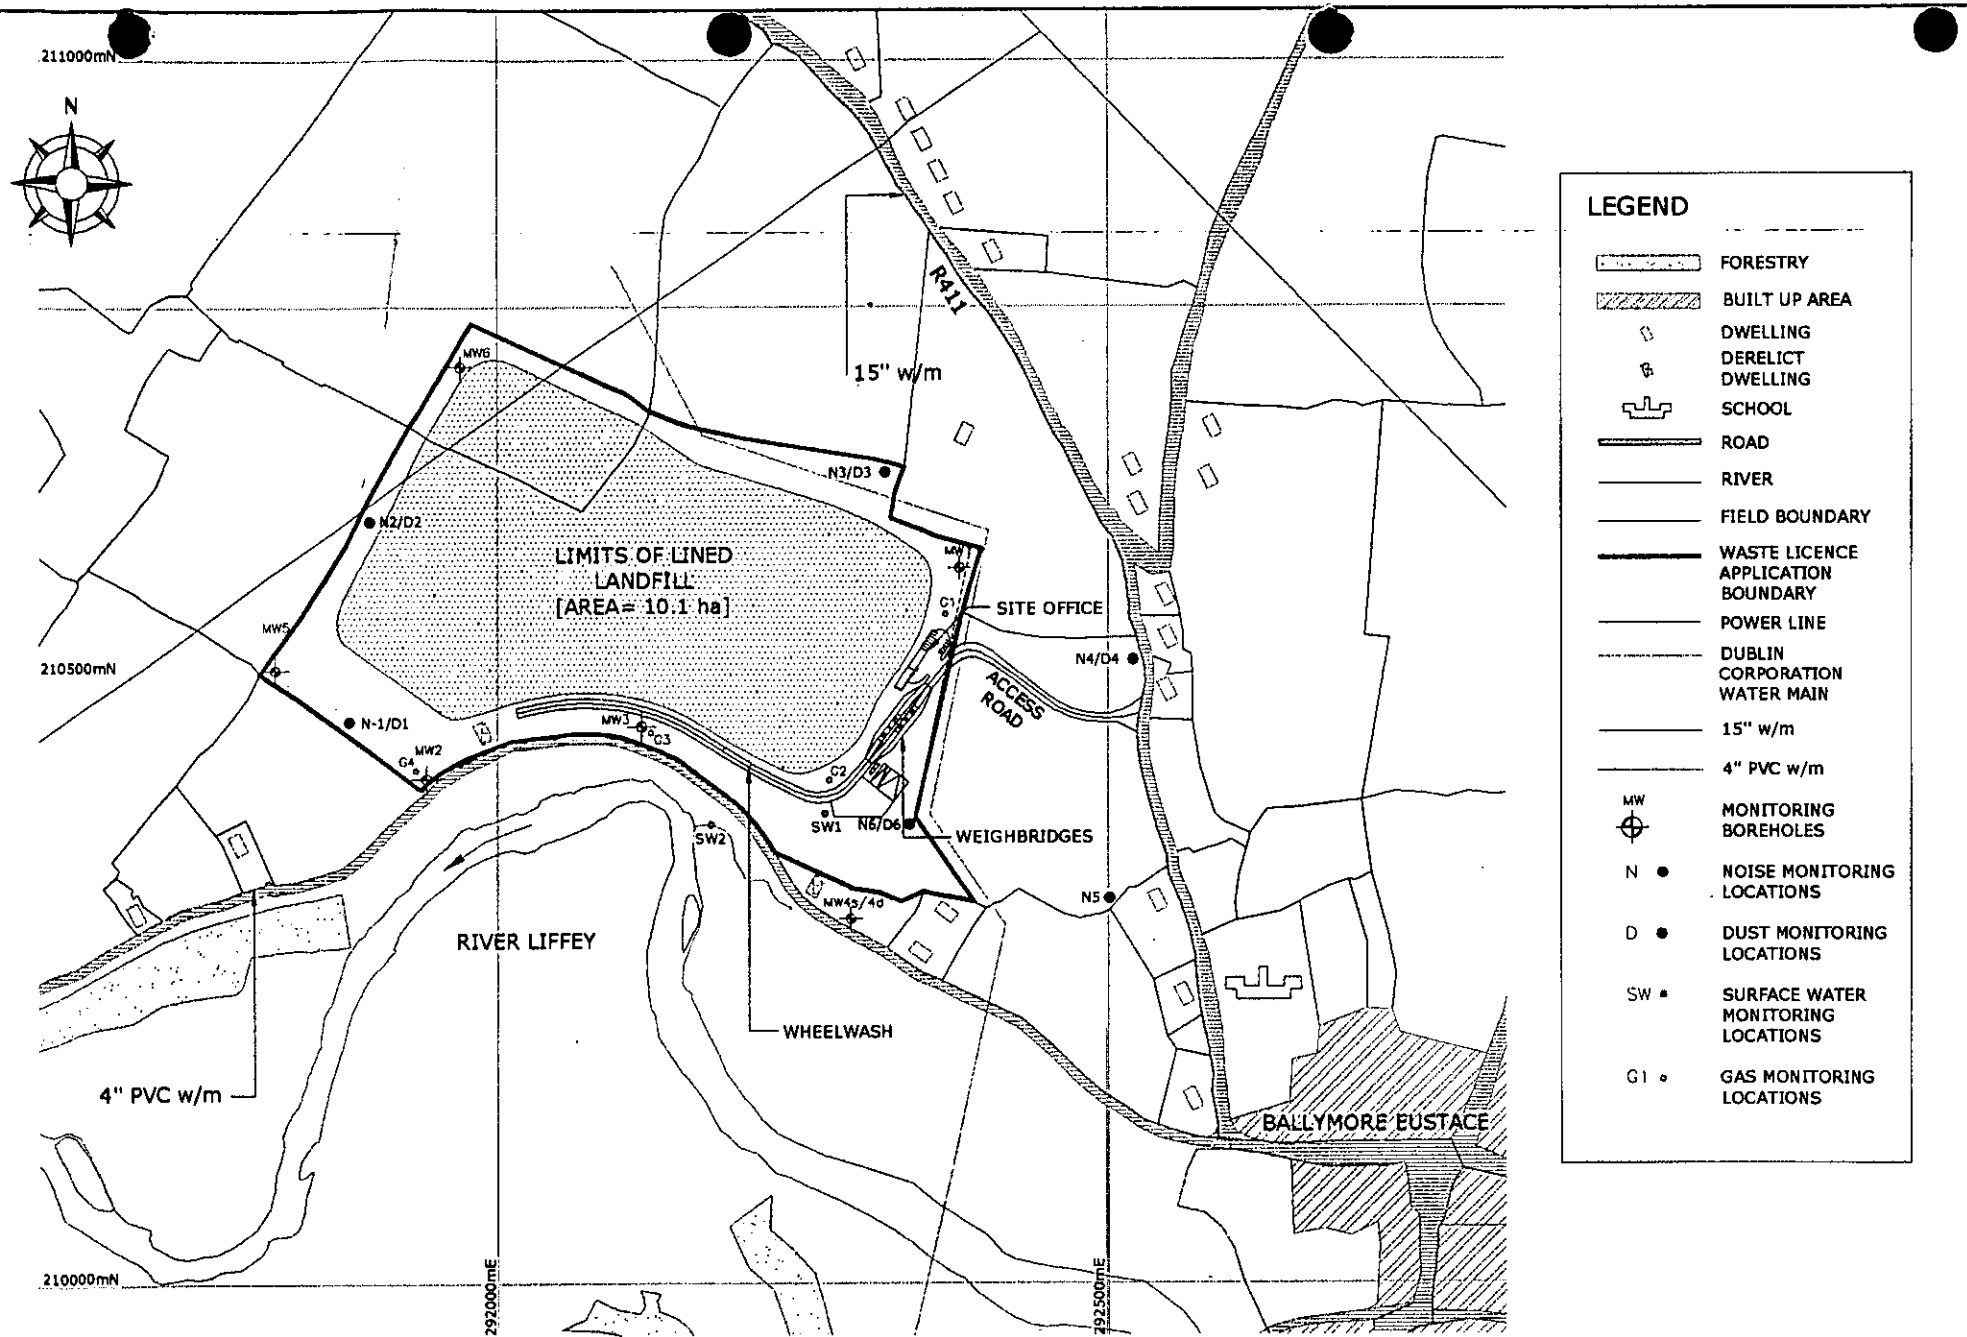 211000mN
N
R411
15" w/m
MW6
N3/D3
N2/D2
LIMITS OF LINED
LANDFILL
[AREA= 10.1 ha]
G1
SITE OFFICE
MW5
210500mN
N4/D4
ACCESS
ROAD
N-1/D1
MW3
G3
MW2
G4
G2
SW1
N6/D6
WEIGHBRIDGES
SW2
MW4s/4d
N5
RIVER LIFFEY
WHEELWASH
4" PVC w/m
BALLYMORE EUSTACE
210000mN
292000mE
292500mE
LEGEND
FORESTRY
BUILT UP AREA
DWELLING
DERELICT
DWELLING
SCHOOL
ROAD
RIVER
FIELD BOUNDARY
WASTE LICENCE
APPLICATION
BOUNDARY
POWER LINE
DUBLIN
CORPORATION
WATER MAIN
15" w/m
4" PVC w/m
MW
MONITORING
BOREHOLES
N
NOISE MONITORING
LOCATIONS
D
DUST MONITORING
LOCATIONS
SW
SURFACE WATER
MONITORING
LOCATIONS
G1
GAS MONITORING
LOCATIONS